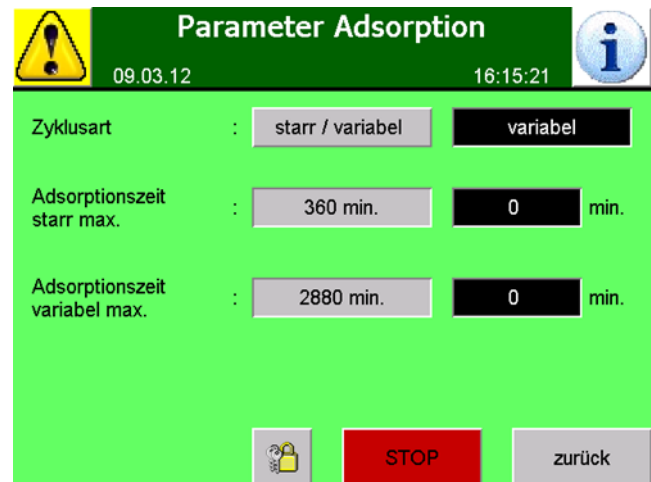 Parameter Adsorption
09.03.12 16:15:21
Zyklusart : starr / variabel variabel
Adsorptionszeit
starr max. : 360 min. 0 min.
Adsorptionszeit
variabel max. : 2880 min. 0 min.
STOP zurück